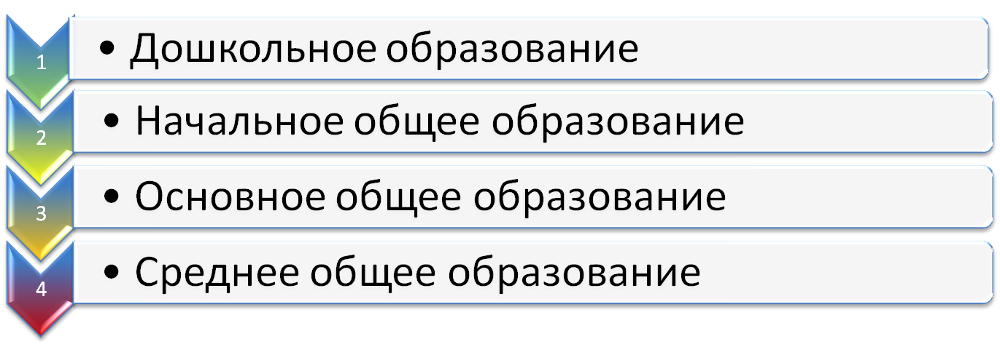 1 • Дошкольное образование
2 • Начальное общее образование
3 • Основное общее образование
4 • Среднее общее образование